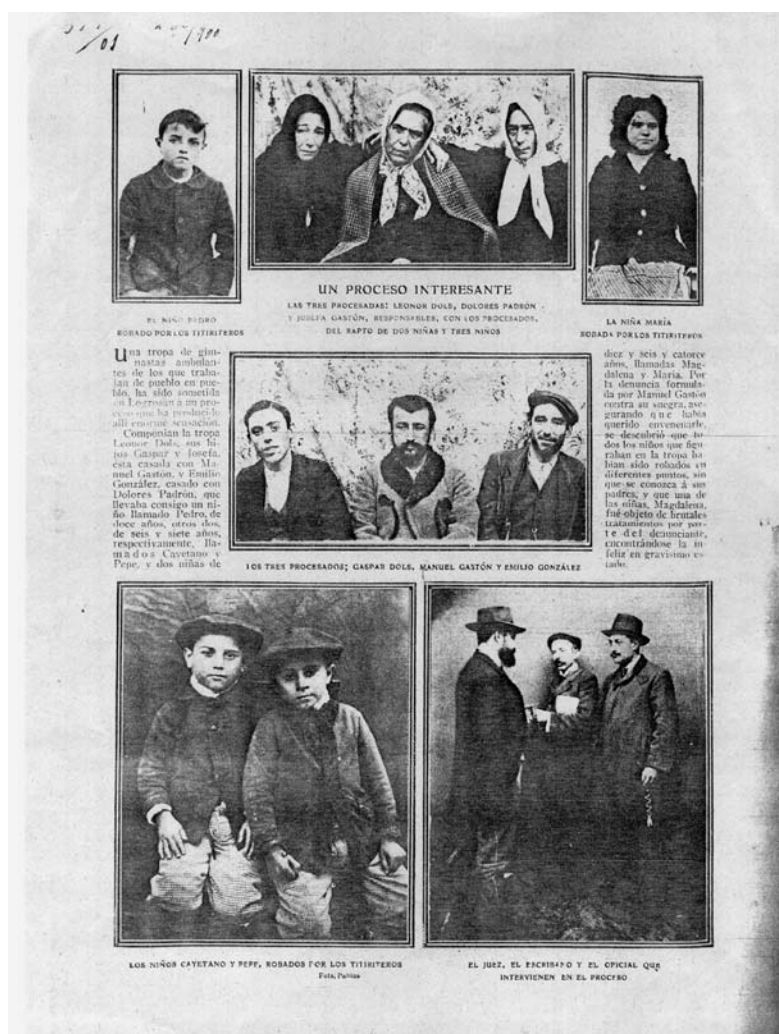 EL NIÑO PEDRO
ROBADO POR LOS TITIRITEROS
UN PROCESO INTERESANTE
LAS TRES PROCESADAS: LEONOR DOLS, DOLORES PADRÓN
Y JOSEFA GASTÓN, RESPONSABLES, CON LOS PROCESADOS,
DEL RAPTO DE DOS NIÑAS Y TRES NIÑOS
LA NIÑA MARÍA
ROBADA POR LOS TITIRITEROS
Una tropa de gim-
nastas ambulan-
tes de los que traba-
jan de pueblo en pue-
blo, ha sido sometida
en Logrosán a un pro-
ceso que ha producido
allí enorme sensación.
Componían la tropa
Leonor Dols, sus hi-
jos Gaspar y Josefa,
ésta casada con Ma-
nuel Gastón, y Emilio
González, casado con
Dolores Padrón, que
llevaba consigo un ni-
ño llamado Pedro, de
doce años, otros dos,
de seis y siete años,
respectivamente, lla-
mados Cayetano y
Pepe, y dos niñas de
diez y seis y catorce
años, llamadas Mag-
dalena y María. Por
la denuncia formula-
da por Manuel Gastón
contra su suegra, ase-
gurando que había
querido envenenarle,
se descubrió que to-
dos los niños que figu-
raban en la tropa ha-
bían sido robados en
diferentes puntos, sin
que se conozca á sus
padres, y que una de
las niñas, Magdalena,
fué objeto de brutales
tratamientos por par-
te del denunciante,
encontrándose la in-
feliz en gravísimo es-
tado.
LOS TRES PROCESADOS; GASPAR DOLS, MANUEL GASTÓN Y EMILIO GONZÁLEZ
LOS NIÑOS CAYETANO Y PEPE, ROBADOS POR LOS TITIRITEROS
EL JUEZ, EL ESCRIBANO Y EL OFICIAL QUE
INTERVIENEN EN EL PROCESO